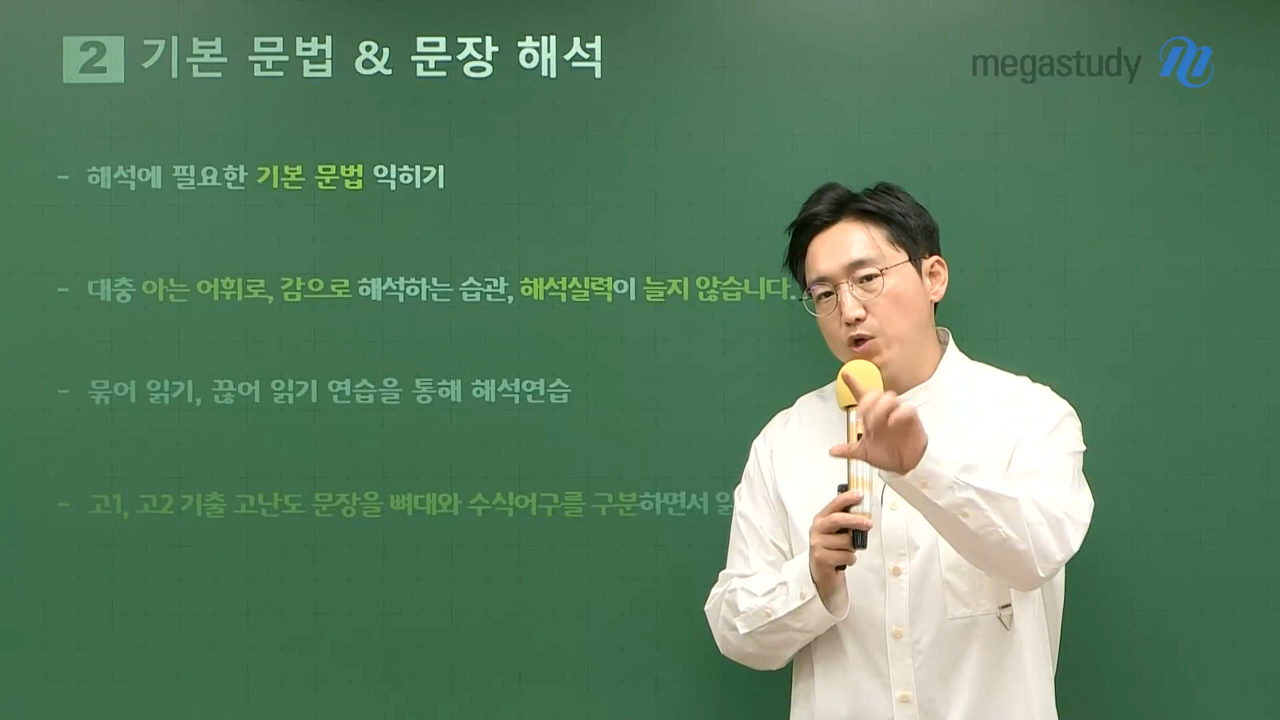 2 기본 문법 & 문장 해석
megastudy
- 해석에 필요한 기본 문법 익히기
- 대충 아는 어휘로, 감으로 해석하는 습관, 해석실력이 늘지 않습니다.
- 묶어 읽기, 끊어 읽기 연습을 통해 해석연습
- 고1, 고2 기출 고난도 문장을 뼈대와 수식어구를 구분하면서